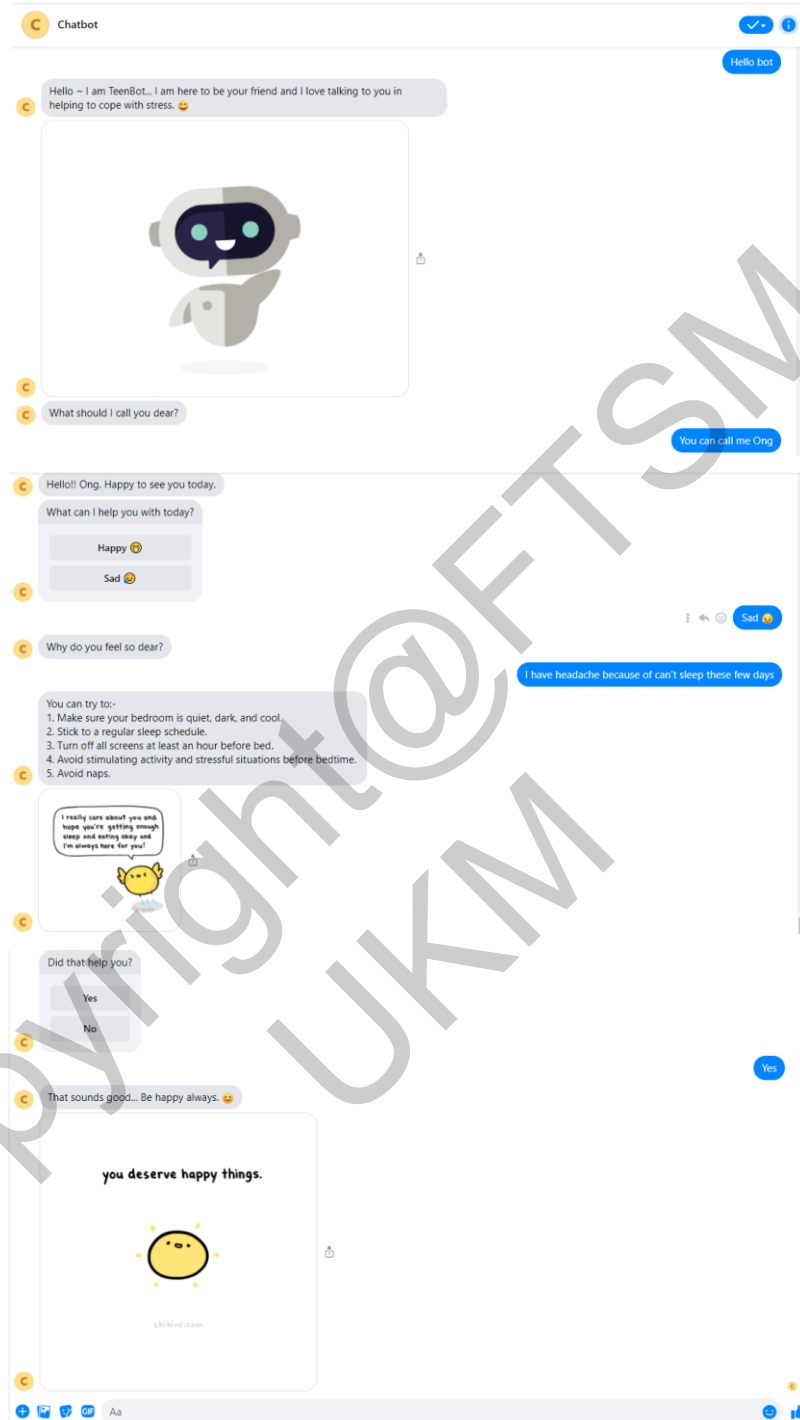 C
Chatbot
Hello bot
Hello ~ I am TeenBot... I am here to be your friend and I love talking to you in
helping to cope with stress. 😄
C
C
What should I call you dear?
C
You can call me Ong
Hello!! Ong. Happy to see you today.
C
What can I help you with today?
Happy 😁
Sad 😥
C
Sad 😥
Why do you feel so dear?
C
I have headache because of can't sleep these few days
You can try to:-
1. Make sure your bedroom is quiet, dark, and cool.
2. Stick to a regular sleep schedule.
3. Turn off all screens at least an hour before bed.
4. Avoid stimulating activity and stressful situations before bedtime.
5. Avoid naps.
C
I really care about you and
hope you're getting enough
sleep and eating okay and
I'm always here for you!
C
Did that help you?
Yes
No
C
Yes
That sounds good... Be happy always. 😊
C
you deserve happy things.
chibird.com
C
GIF
Aa
pyright@FTSM
UKM